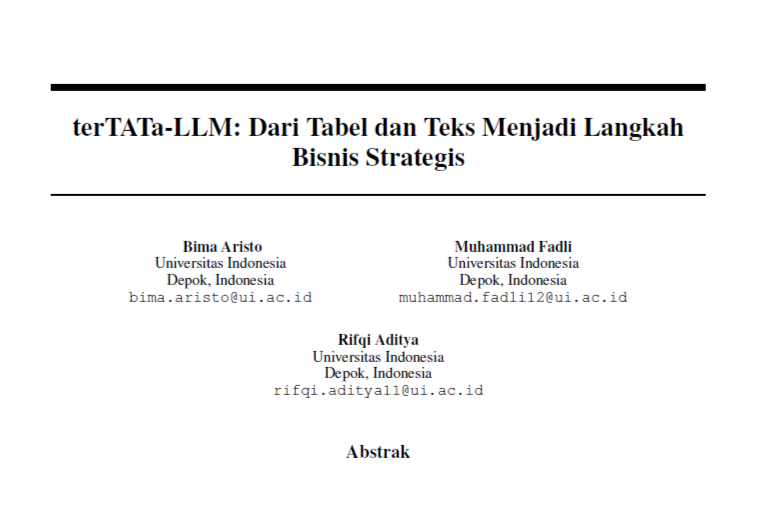 terTATa-LLM: Dari Tabel dan Teks Menjadi Langkah
Bisnis Strategis
Bima Aristo
Universitas Indonesia
Depok, Indonesia
bima.aristo@ui.ac.id
Muhammad Fadli
Universitas Indonesia
Depok, Indonesia
muhammad.fadli12@ui.ac.id
Rifqi Aditya
Universitas Indonesia
Depok, Indonesia
rifqi.aditya11@ui.ac.id
Abstrak